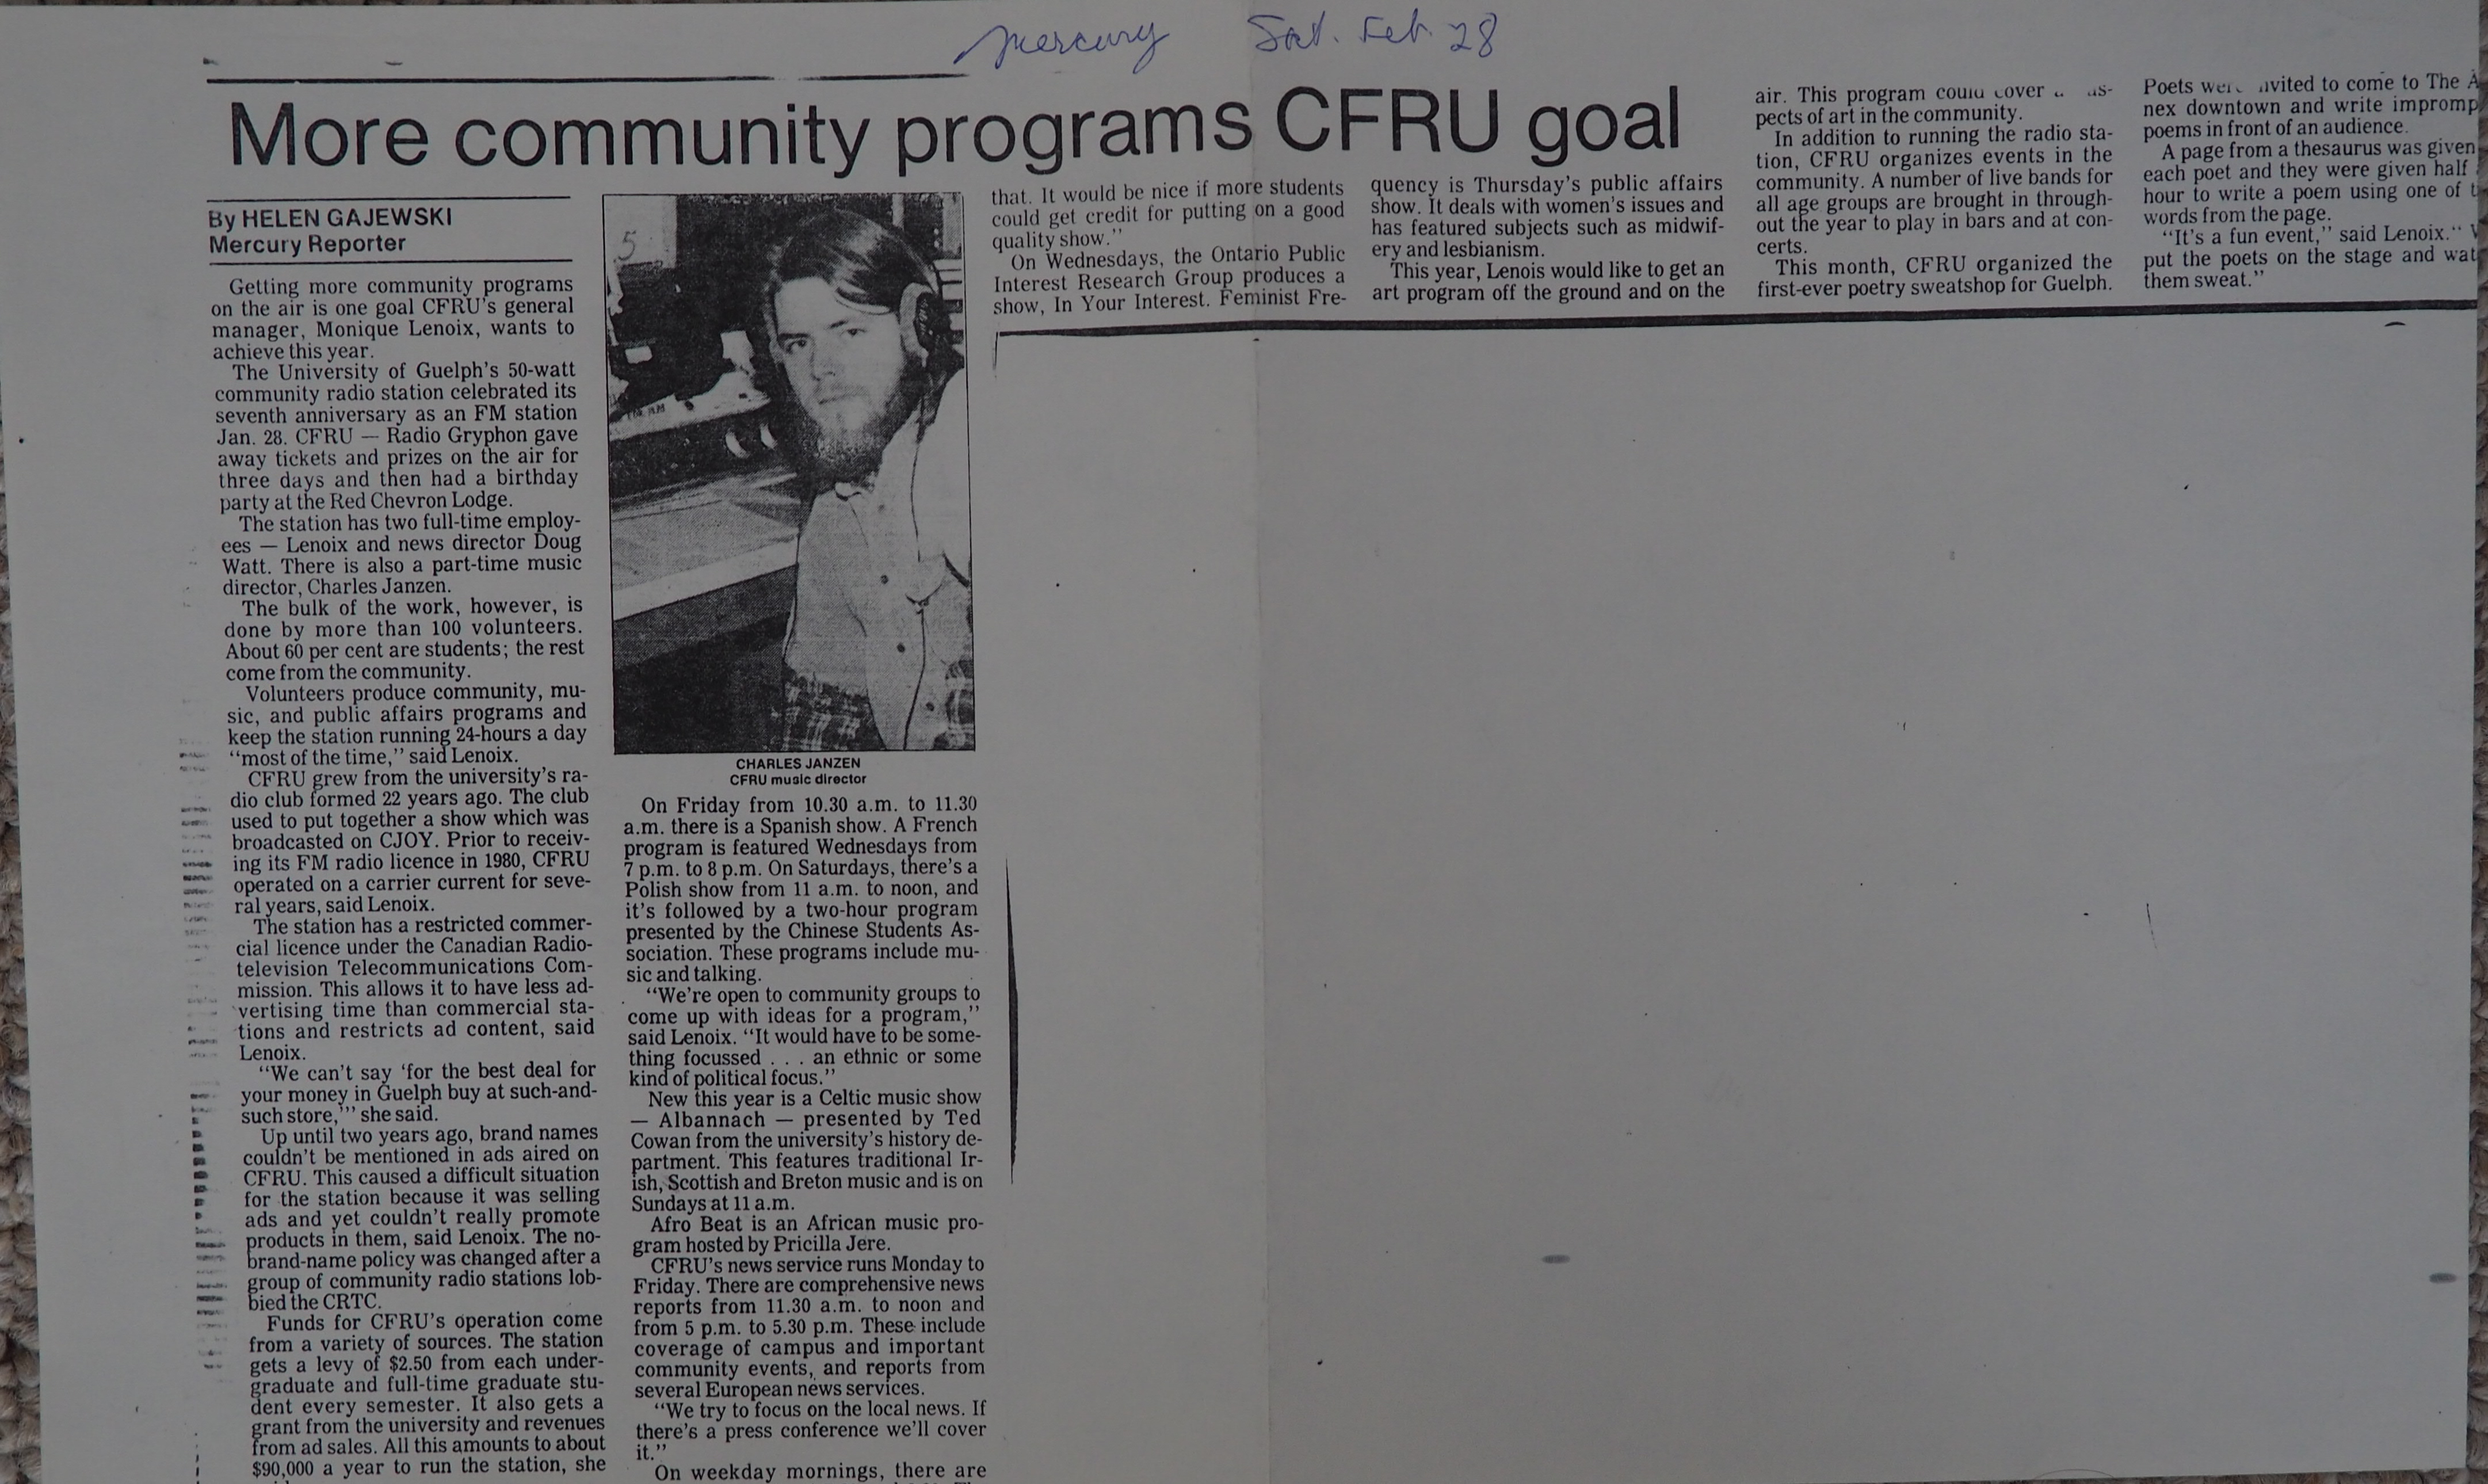 Mercury Sat. Feb. 28
More community programs CFRU goal
By HELEN GAJEWSKI
Mercury Reporter
Getting more community programs
on the air is one goal CFRU's general
manager, Monique Lenoix, wants to
achieve this year.
The University of Guelph's 50-watt
community radio station celebrated its
seventh anniversary as an FM station
Jan. 28. CFRU — Radio Gryphon gave
away tickets and prizes on the air for
three days and then had a birthday
party at the Red Chevron Lodge.
The station has two full-time employ-
ees — Lenoix and news director Doug
Watt. There is also a part-time music
director, Charles Janzen.
The bulk of the work, however, is
done by more than 100 volunteers.
About 60 per cent are students; the rest
come from the community.
Volunteers produce community, mu-
sic, and public affairs programs and
keep the station running 24-hours a day
“most of the time,” said Lenoix.
CFRU grew from the university's ra-
dio club formed 22 years ago. The club
used to put together a show which was
broadcasted on CJOY. Prior to receiv-
ing its FM radio licence in 1980, CFRU
operated on a carrier current for seve-
ral years, said Lenoix.
The station has a restricted commer-
cial licence under the Canadian Radio-
television Telecommunications Com-
mission. This allows it to have less ad-
vertising time than commercial sta-
tions and restricts ad content, said
Lenoix.
“We can't say ‘for the best deal for
your money in Guelph buy at such-and-
such store,’” she said.
Up until two years ago, brand names
couldn't be mentioned in ads aired on
CFRU. This caused a difficult situation
for the station because it was selling
ads and yet couldn't really promote
products in them, said Lenoix. The no-
brand-name policy was changed after a
group of community radio stations lob-
bied the CRTC.
Funds for CFRU's operation come
from a variety of sources. The station
gets a levy of $2.50 from each under-
graduate and full-time graduate stu-
dent every semester. It also gets a
grant from the university and revenues
from ad sales. All this amounts to about
$90,000 a year to run the station, she
5
CHARLES JANZEN
CFRU music director
On Friday from 10.30 a.m. to 11.30
a.m. there is a Spanish show. A French
program is featured Wednesdays from
7 p.m. to 8 p.m. On Saturdays, there's a
Polish show from 11 a.m. to noon, and
it's followed by a two-hour program
presented by the Chinese Students As-
sociation. These programs include mu-
sic and talking.
“We're open to community groups to
come up with ideas for a program,”
said Lenoix. “It would have to be some-
thing focussed . . . an ethnic or some
kind of political focus.”
New this year is a Celtic music show
— Albannach — presented by Ted
Cowan from the university's history de-
partment. This features traditional Ir-
ish, Scottish and Breton music and is on
Sundays at 11 a.m.
Afro Beat is an African music pro-
gram hosted by Pricilla Jere.
CFRU's news service runs Monday to
Friday. There are comprehensive news
reports from 11.30 a.m. to noon and
from 5 p.m. to 5.30 p.m. These include
coverage of campus and important
community events, and reports from
several European news services.
“We try to focus on the local news. If
there's a press conference we'll cover
it.”
On weekday mornings, there are
that. It would be nice if more students
could get credit for putting on a good
quality show.”
On Wednesdays, the Ontario Public
Interest Research Group produces a
show, In Your Interest. Feminist Fre-
quency is Thursday's public affairs
show. It deals with women's issues and
has featured subjects such as midwif-
ery and lesbianism.
This year, Lenois would like to get an
art program off the ground and on the
air. This program could cover as-
pects of art in the community.
In addition to running the radio sta-
tion, CFRU organizes events in the
community. A number of live bands for
all age groups are brought in through-
out the year to play in bars and at con-
certs.
This month, CFRU organized the
first-ever poetry sweatshop for Guelph.
Poets were invited to come to The A
nex downtown and write impromp
poems in front of an audience.
A page from a thesaurus was given
each poet and they were given half
hour to write a poem using one of t
words from the page.
“It's a fun event,” said Lenoix.“
put the poets on the stage and wat
them sweat.”